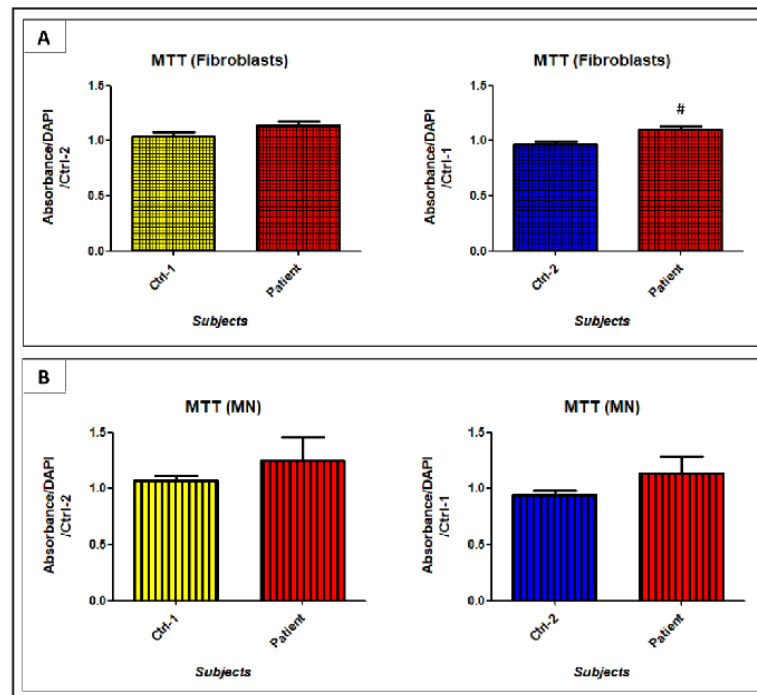 A
MTT (Fibroblasts)
Absorbance/DAPI
/Ctrl-2
1.5
1.0
0.5
0.0
Ctrl-1
Patient
Subjects
MTT (Fibroblasts)
Absorbance/DAPI
/Ctrl-1
1.5
1.0
0.5
0.0
#
Ctrl-2
Patient
Subjects
B
MTT (MN)
Absorbance/DAPI
/Ctrl-2
1.5
1.0
0.5
0.0
Ctrl-1
Patient
Subjects
MTT (MN)
Absorbance/DAPI
/Ctrl-1
1.5
1.0
0.5
0.0
Ctrl-2
Patient
Subjects